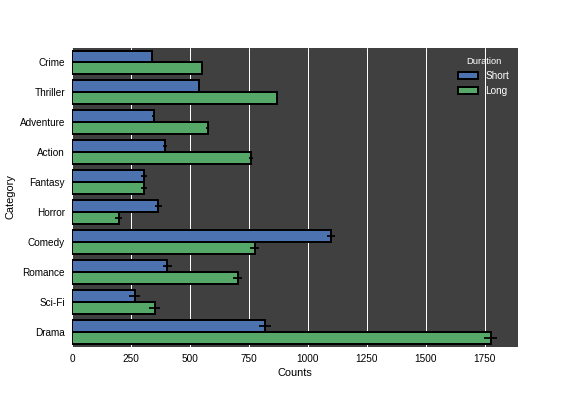 Duration
Short
Long
Crime
Thriller
Adventure
Action
Fantasy
Horror
Comedy
Romance
Sci-Fi
Drama
Category
0 250 500 750 1000 1250 1500 1750
Counts